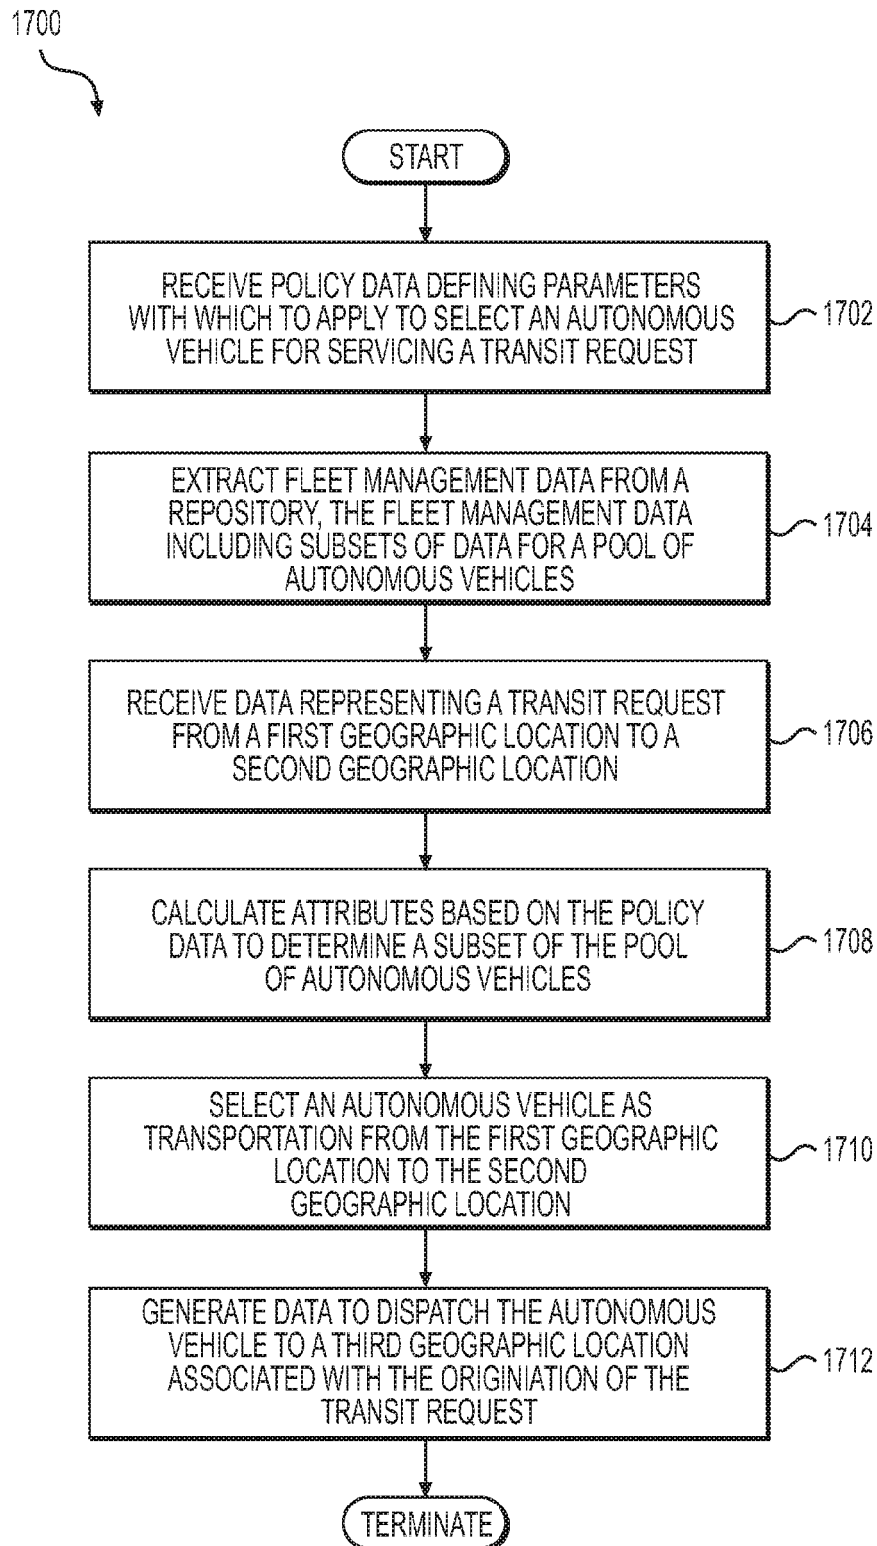 1700
START
RECEIVE POLICY DATA DEFINING PARAMETERS
WITH WHICH TO APPLY TO SELECT AN AUTONOMOUS
VEHICLE FOR SERVICING A TRANSIT REQUEST
1702
EXTRACT FLEET MANAGEMENT DATA FROM A
REPOSITORY, THE FLEET MANAGEMENT DATA
INCLUDING SUBSETS OF DATA FOR A POOL OF
AUTONOMOUS VEHICLES
1704
RECEIVE DATA REPRESENTING A TRANSIT REQUEST
FROM A FIRST GEOGRAPHIC LOCATION TO A
SECOND GEOGRAPHIC LOCATION
1706
CALCULATE ATTRIBUTES BASED ON THE POLICY
DATA TO DETERMINE A SUBSET OF THE POOL
OF AUTONOMOUS VEHICLES
1708
SELECT AN AUTONOMOUS VEHICLE AS
TRANSPORTATION FROM THE FIRST GEOGRAPHIC
LOCATION TO THE SECOND
GEOGRAPHIC LOCATION
1710
GENERATE DATA TO DISPATCH THE AUTONOMOUS
VEHICLE TO A THIRD GEOGRAPHIC LOCATION
ASSOCIATED WITH THE ORIGINIATION OF THE
TRANSIT REQUEST
1712
TERMINATE